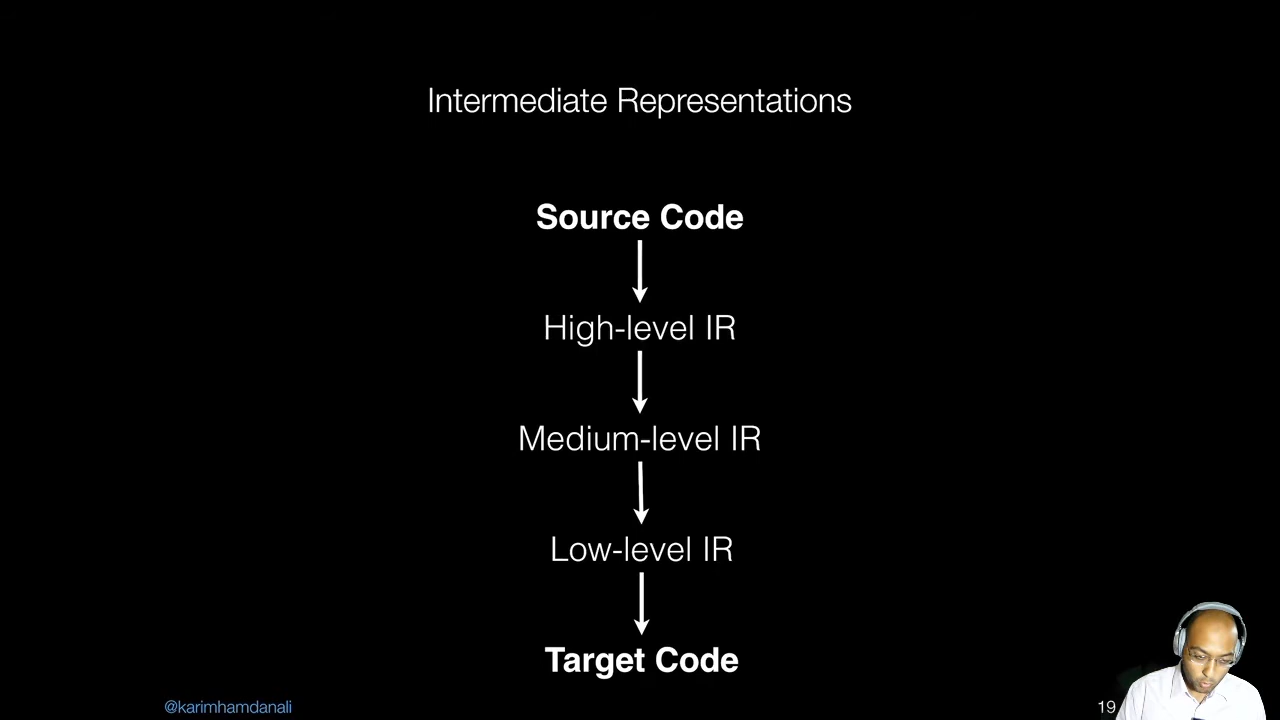 Intermediate Representations
Source Code
High-level IR
Medium-level IR
Low-level IR
Target Code
@karimhamdanali
19